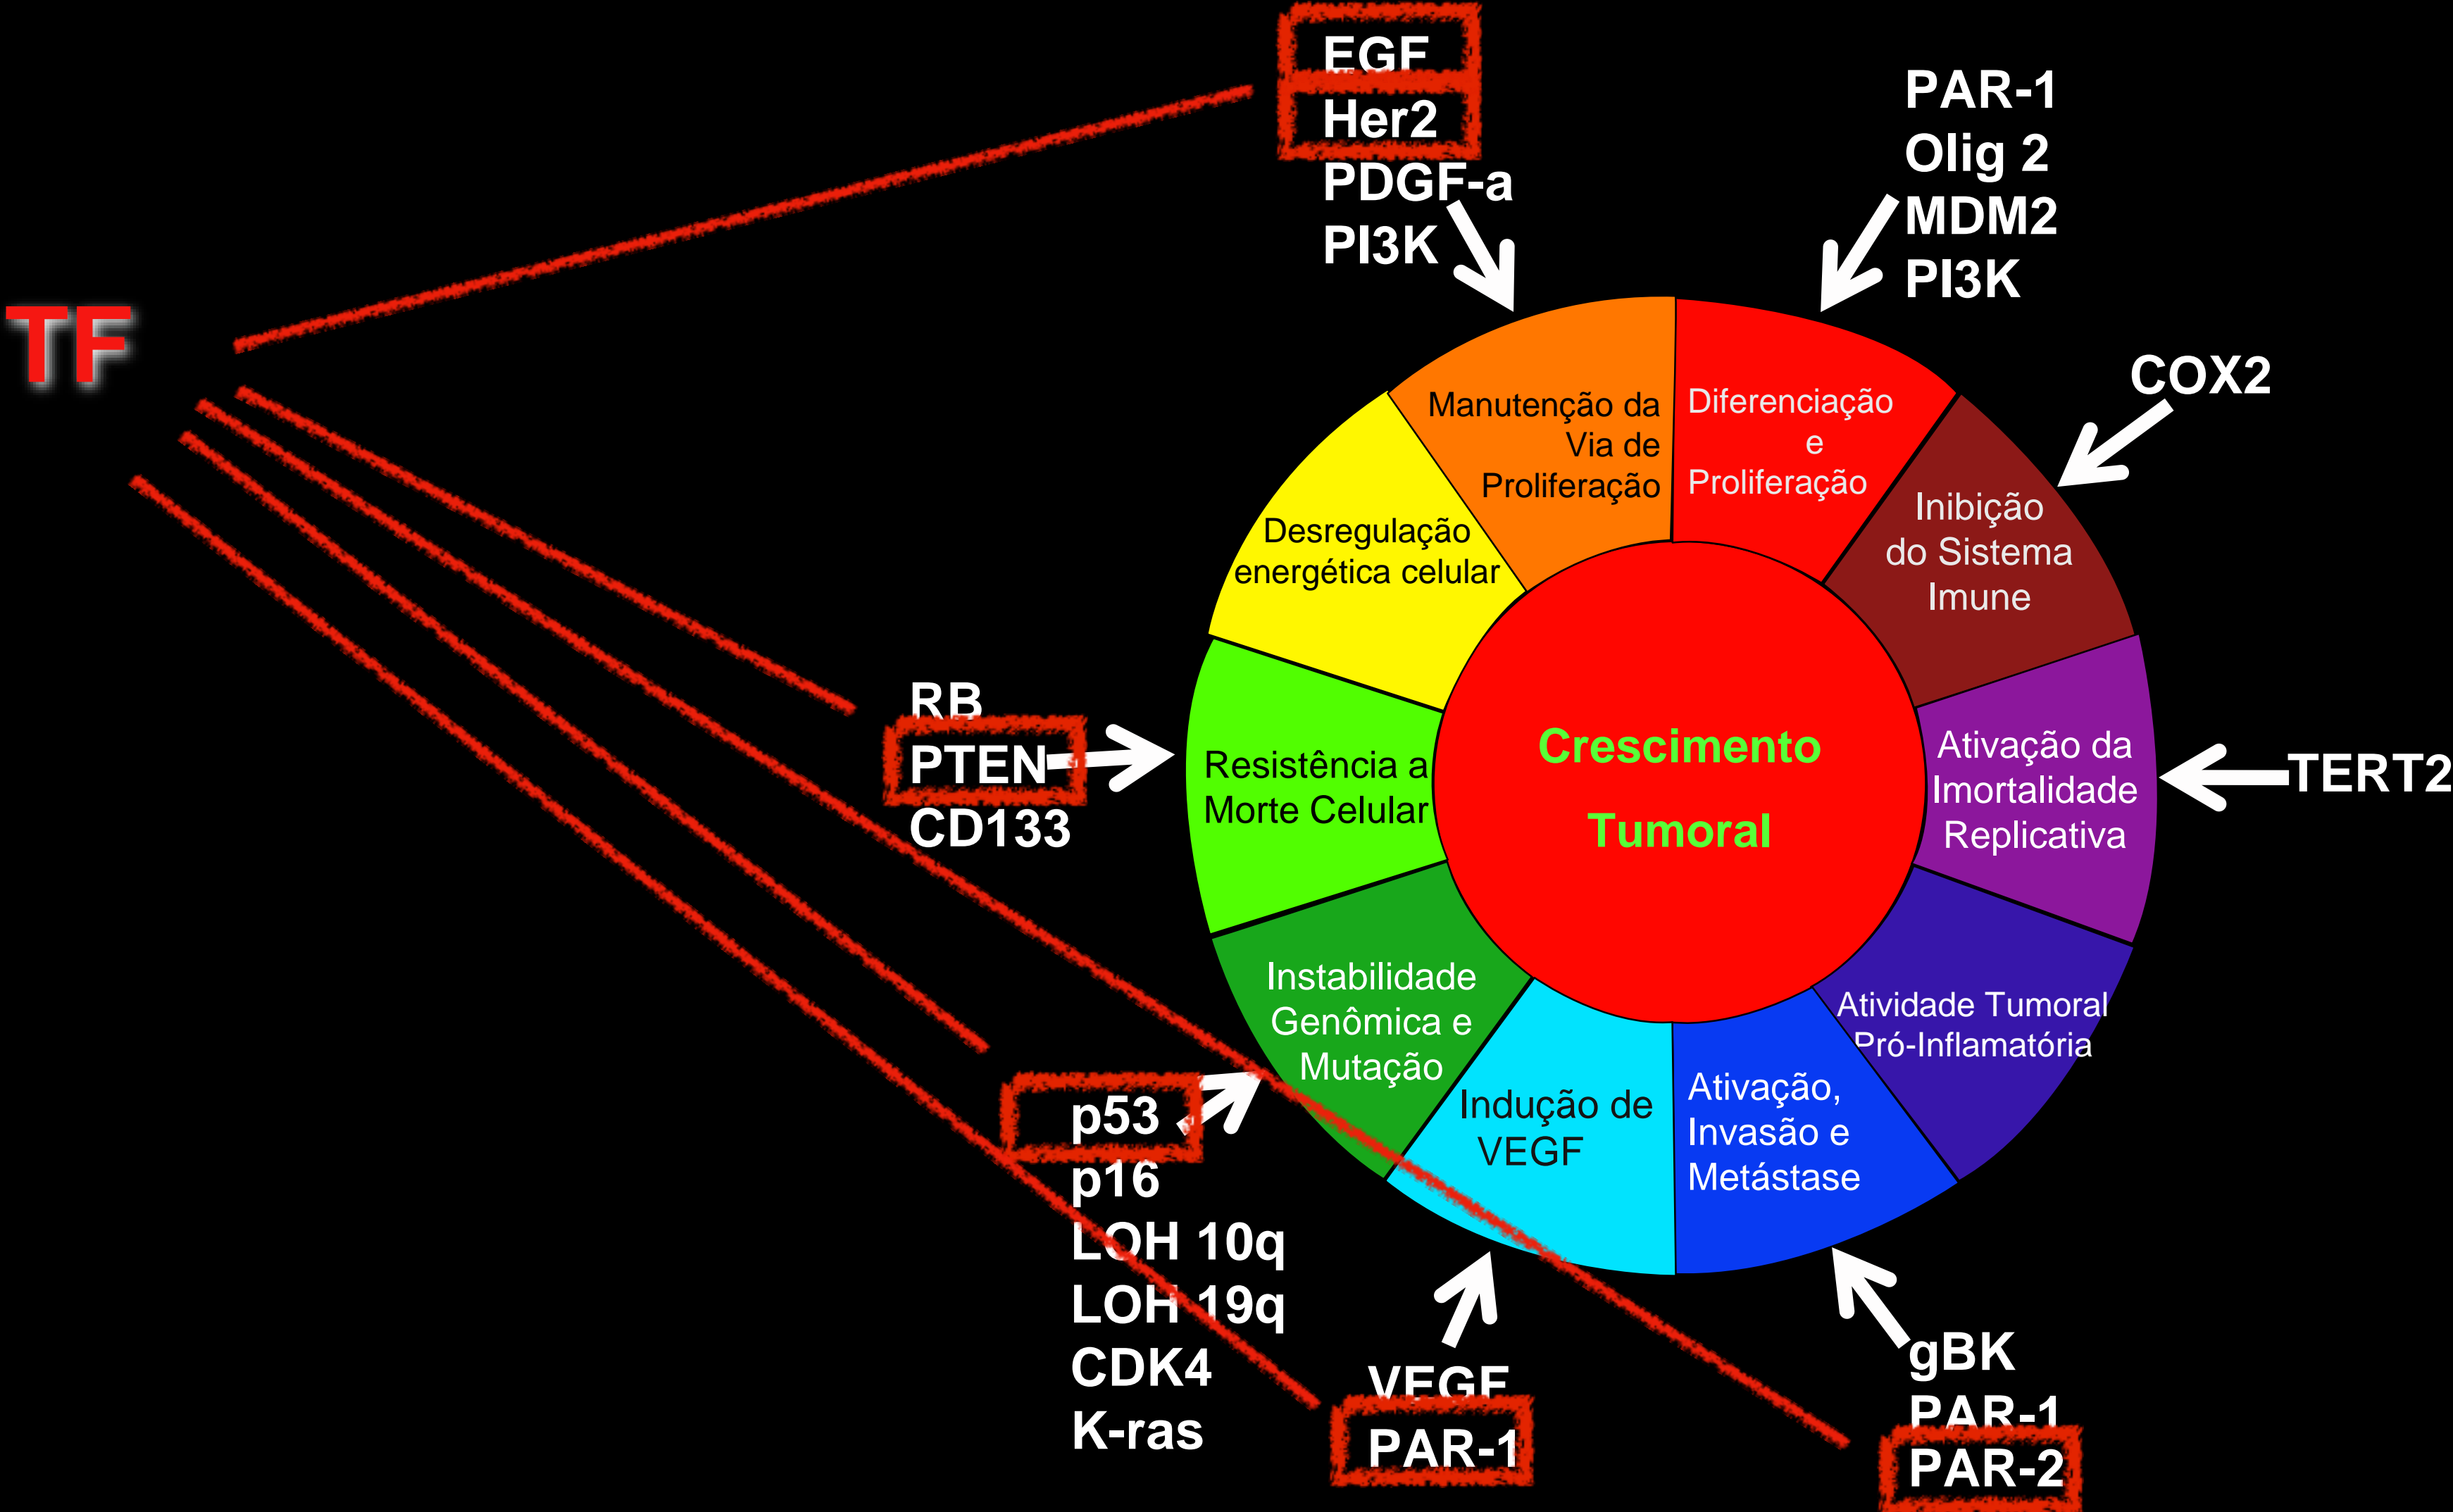 EGF
Her2
PDGF-a
PI3K
PAR-1
Olig 2
MDM2
PI3K
TF
COX2
Manutenção da
Via de
Proliferação
Diferenciação
e
Proliferação
Inibição
do Sistema
Imune
Desregulação
energética celular
RB
PTEN
CD133
Resistência a
Morte Celular
Crescimento
Tumoral
Ativação da
Imortalidade
Replicativa
TERT2
Instabilidade
Genômica e
Mutação
Atividade Tumoral
Pró-Inflamatória
Indução de
VEGF
Ativação,
Invasão e
Metástase
p53
p16
LOH 10q
LOH 19q
CDK4
K-ras
VEGF
PAR-1
gBK
PAR-1
PAR-2